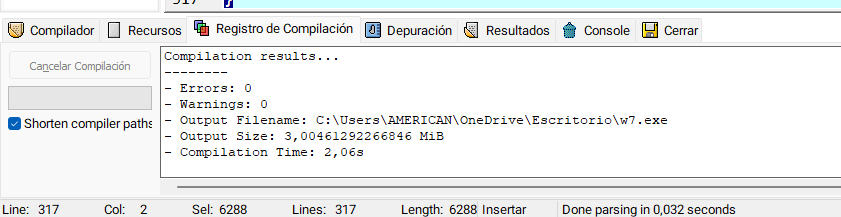 317 }
Compilador Recursos Registro de Compilación Depuración Resultados Console Cerrar
Cancelar Compilación
Shorten compiler paths
Compilation results...
--------
- Errors: 0
- Warnings: 0
- Output Filename: C:\Users\AMERICAN\OneDrive\Escritorio\w7.exe
- Output Size: 3,00461292266846 MiB
- Compilation Time: 2,06s
Line: 317 Col: 2 Sel: 6288 Lines: 317 Length: 6288 Insertar Done parsing in 0,032 seconds